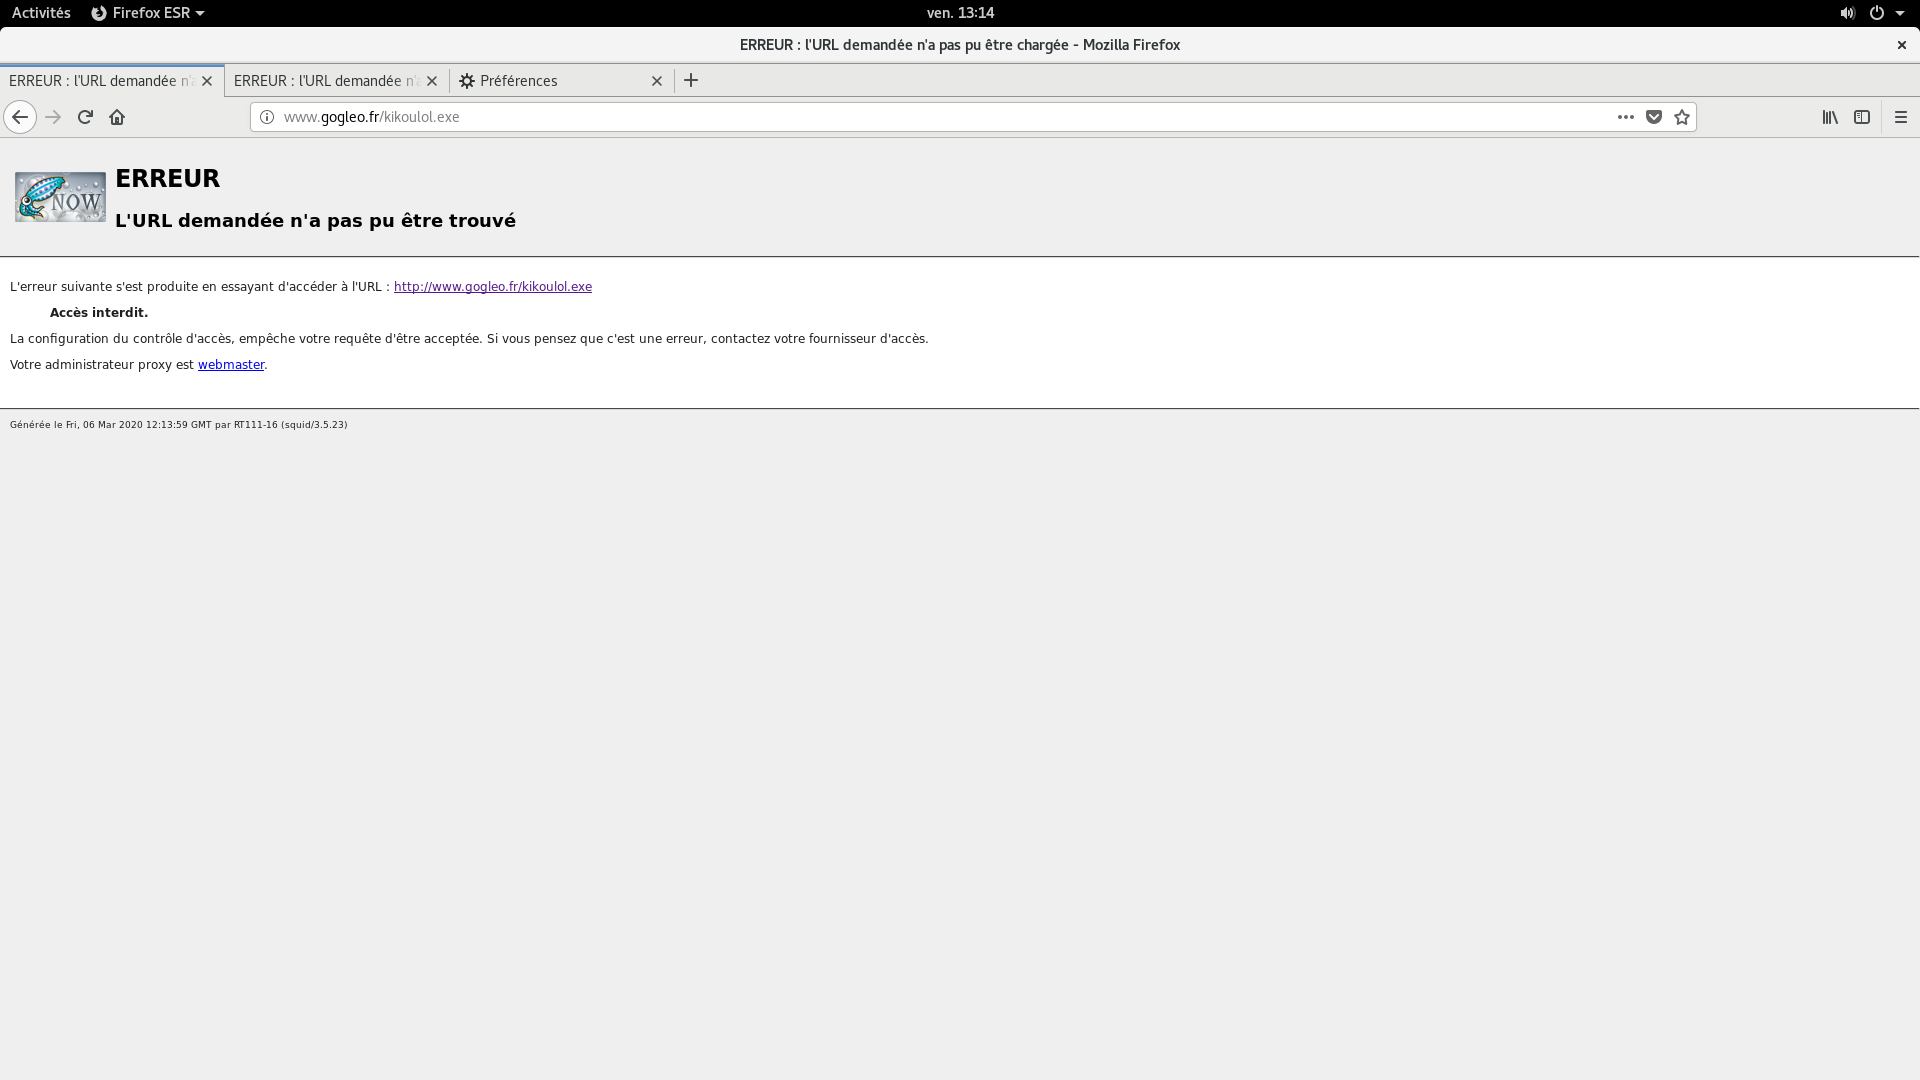 Activités Firefox ESR ven. 13:14
ERREUR : l'URL demandée n'a pas pu être chargée - Mozilla Firefox
ERREUR : l'URL demandée n'a ERREUR : l'URL demandée n'a Préférences
www.gogleo.fr/kikoulol.exe
NOW
ERREUR
L'URL demandée n'a pas pu être trouvé
L'erreur suivante s'est produite en essayant d'accéder à l'URL : http://www.gogleo.fr/kikoulol.exe
Accès interdit.
La configuration du contrôle d'accès, empêche votre requête d'être acceptée. Si vous pensez que c'est une erreur, contactez votre fournisseur d'accès.
Votre administrateur proxy est webmaster.
Générée le Fri, 06 Mar 2020 12:13:59 GMT par RT111-16 (squid/3.5.23)